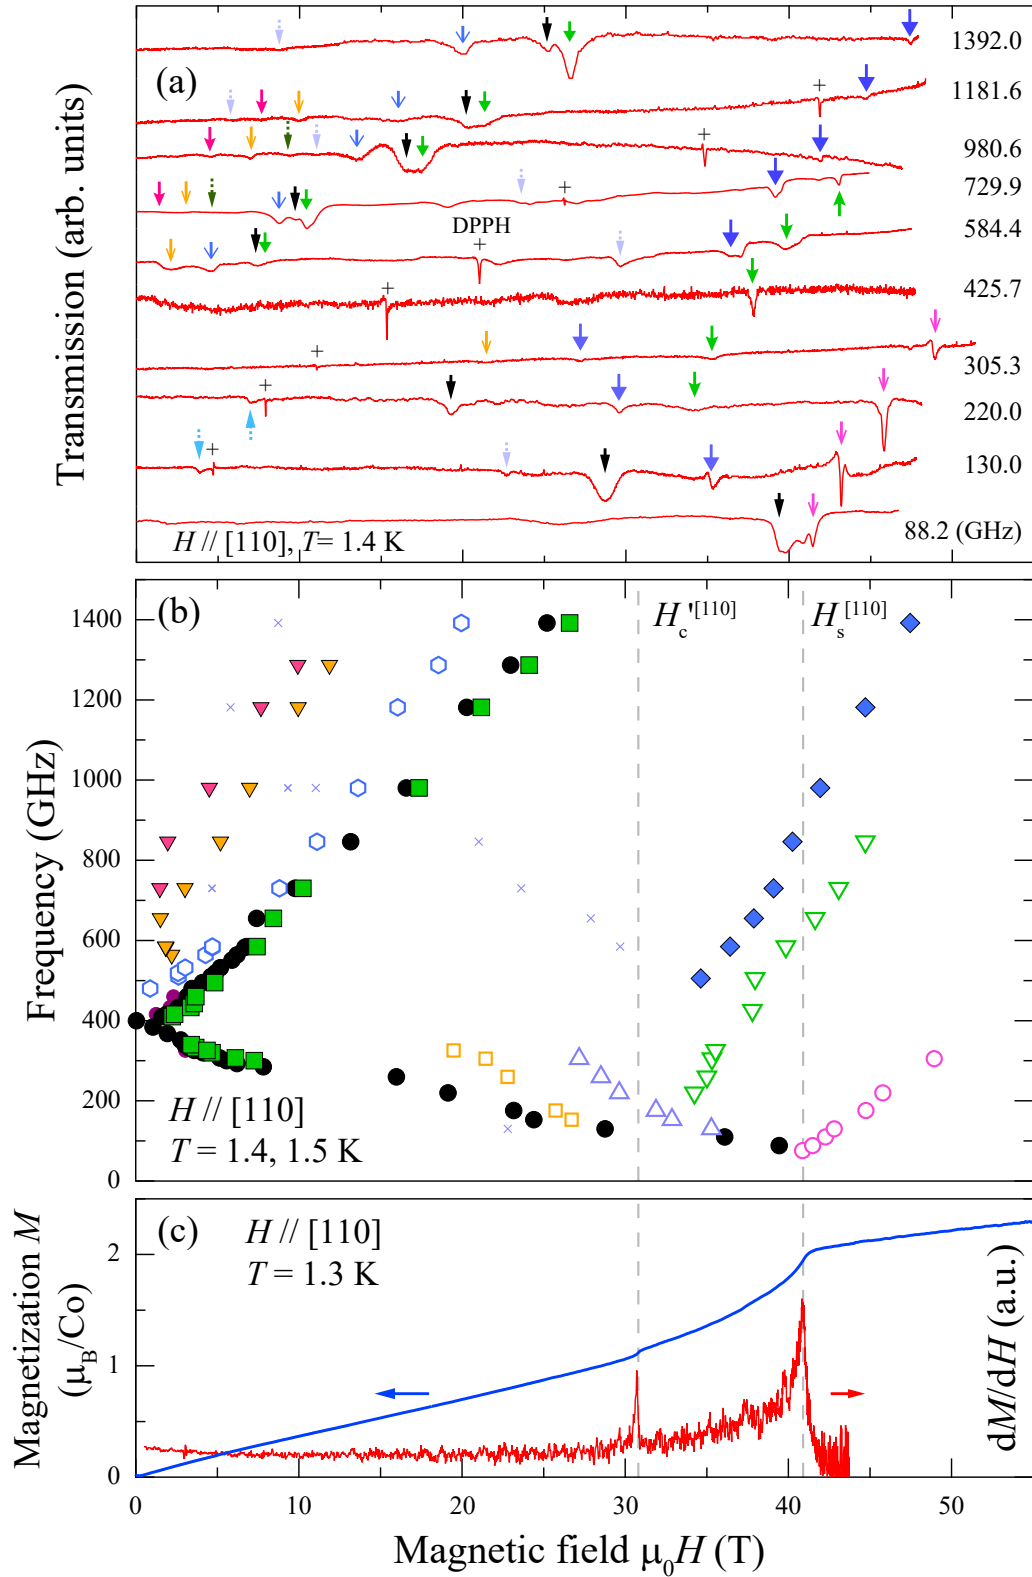 (a)
Transmission (arb. units)
1392.0
1181.6
980.6
729.9
584.4
DPPH
425.7
305.3
220.0
130.0
88.2 (GHz)
H // [110], T= 1.4 K
(b)
H_c'^[110]
H_s^[110]
Frequency (GHz)
1400
1200
1000
800
600
400
200
0
H // [110]
T = 1.4, 1.5 K
(c)
H // [110]
T = 1.3 K
Magnetization M
(μ_B/Co)
2
1
0
dM/dH (a.u.)
0 10 20 30 40 50
Magnetic field μ₀H (T)